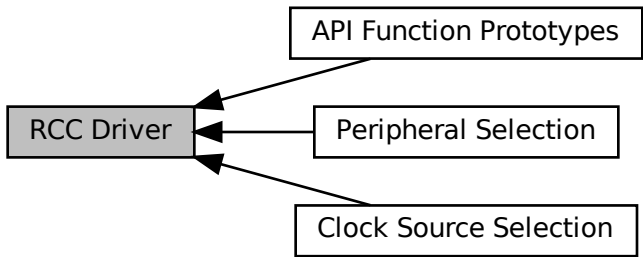 API Function Prototypes
RCC Driver
Peripheral Selection
Clock Source Selection